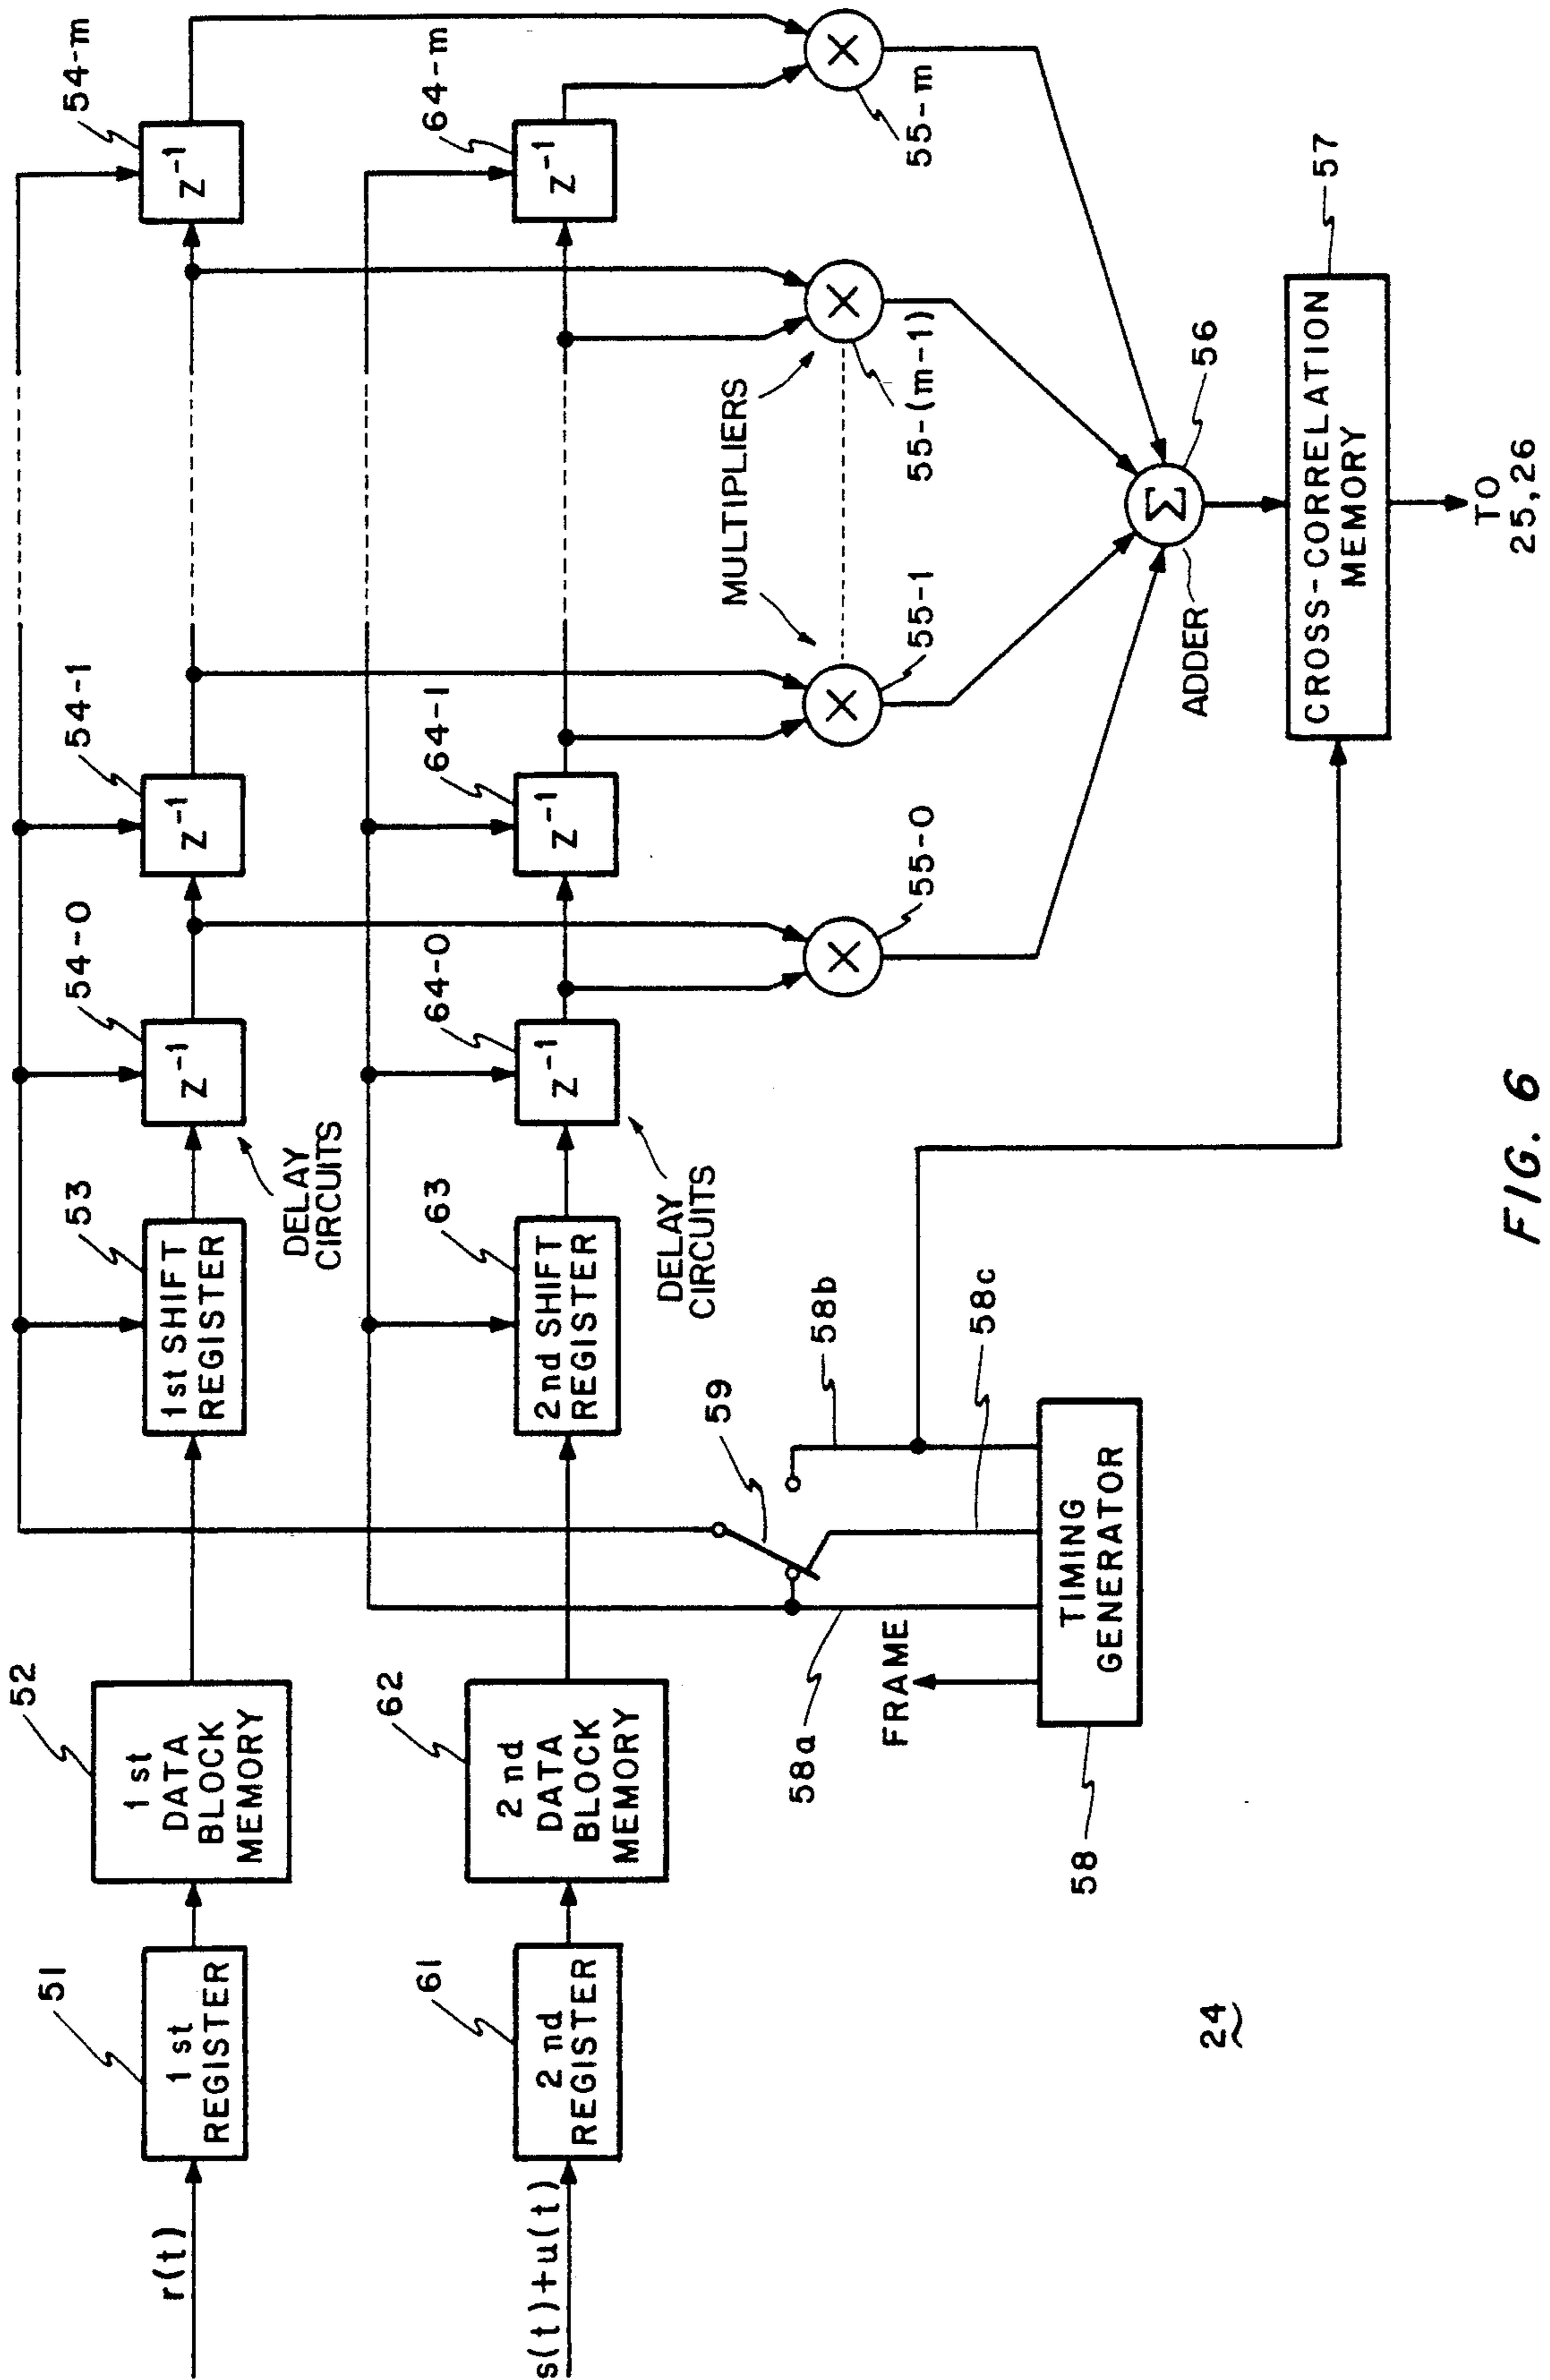 r(t)
51
1st
REGISTER
52
1st
DATA
BLOCK
MEMORY
53
1st SHIFT
REGISTER
DELAY
CIRCUITS
54-0
Z⁻¹
54-1
Z⁻¹
54-m
Z⁻¹
s(t)+u(t)
61
2nd
REGISTER
62
2nd
DATA
BLOCK
MEMORY
63
2nd SHIFT
REGISTER
DELAY
CIRCUITS
64-0
Z⁻¹
64-1
Z⁻¹
64-m
Z⁻¹
MULTIPLIERS
×
55-0
×
55-1
×
55-(m-1)
×
55-m
59
58a
58b
58c
FRAME
58
TIMING
GENERATOR
ADDER
Σ
56
CROSS-CORRELATION
MEMORY
57
TO
25,26
24
FIG. 6